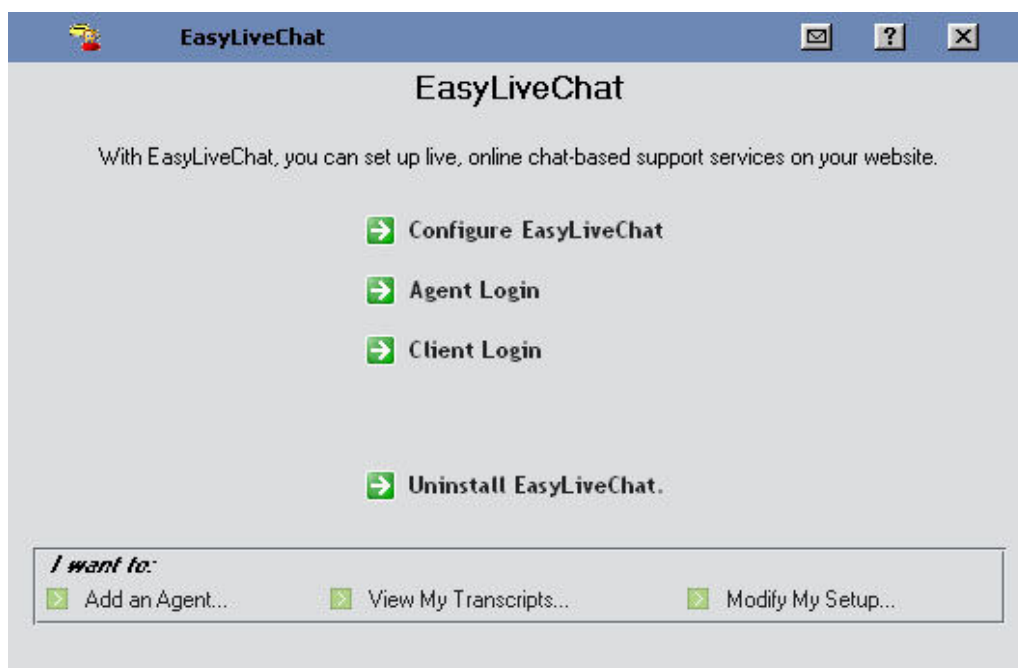 EasyLiveChat
?
EasyLiveChat
With EasyLiveChat, you can set up live, online chat-based support services on your website.
Configure EasyLiveChat
Agent Login
Client Login
Uninstall EasyLiveChat.
I want to:
Add an Agent... View My Transcripts... Modify My Setup...